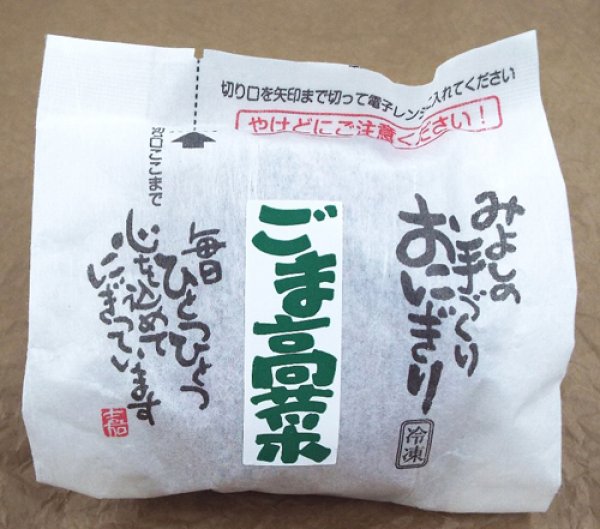 切り口を矢印まで切って電子レンジに入れてください
やけどにご注意ください!
切口ここまで
みよしの
手づくり
おにぎり
冷凍
ごま高菜
毎日
ひとつひとつ
心を込めて
にぎっています